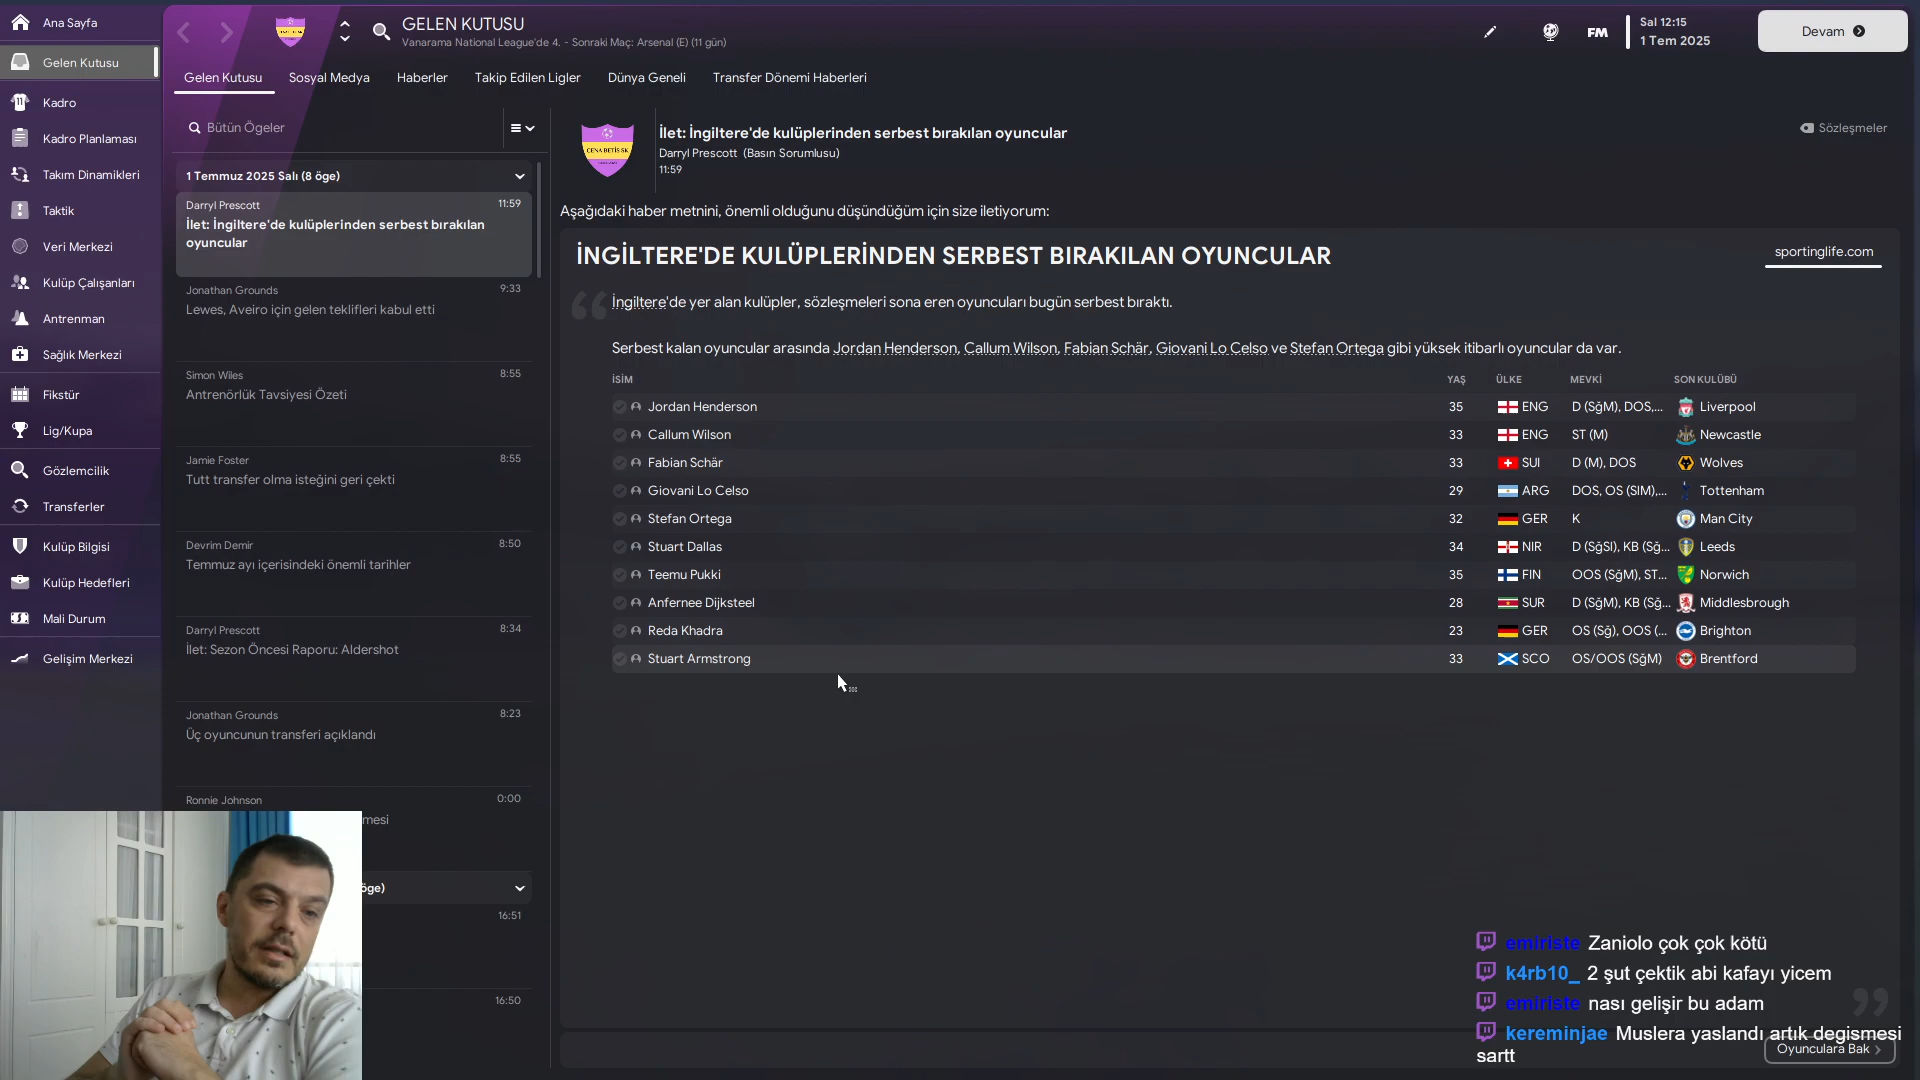 Ana Sayfa
Gelen Kutusu
Kadro
Kadro Planlaması
Takım Dinamikleri
Taktik
Veri Merkezi
Kulüp Çalışanları
Antrenman
Sağlık Merkezi
Fikstür
Lig/Kupa
Gözlemcilik
Transferler
Kulüp Bilgisi
Kulüp Hedefleri
Mali Durum
Gelişim Merkezi
GELEN KUTUSU
Vanarama National League'de 4. - Sonraki Maç: Arsenal (E) (11 gün)
FM
Sal 12:15
1 Tem 2025
Devam
Gelen Kutusu Sosyal Medya Haberler Takip Edilen Ligler Dünya Geneli Transfer Dönemi Haberleri
Bütün Ögeler
1 Temmuz 2025 Salı (8 öge)
Darryl Prescott 11:59
İlet: İngiltere'de kulüplerinden serbest bırakılan
oyuncular
Jonathan Grounds 9:33
Lewes, Aveiro için gelen teklifleri kabul etti
Simon Wiles 8:55
Antrenörlük Tavsiyesi Özeti
Jamie Foster 8:55
Tutt transfer olma isteğini geri çekti
Devrim Demir 8:50
Temmuz ayı içerisindeki önemli tarihler
Darryl Prescott 8:34
İlet: Sezon Öncesi Raporu: Aldershot
Jonathan Grounds 8:23
Üç oyuncunun transferi açıklandı
Ronnie Johnson 0:00
mesi
öge)
16:51
16:50
CENA BETİS SK
İlet: İngiltere'de kulüplerinden serbest bırakılan oyuncular
Darryl Prescott (Basın Sorumlusu)
11:59
Sözleşmeler
Aşağıdaki haber metnini, önemli olduğunu düşündüğüm için size iletiyorum:
İNGİLTERE'DE KULÜPLERİNDEN SERBEST BIRAKILAN OYUNCULAR
sportinglife.com
İngiltere'de yer alan kulüpler, sözleşmeleri sona eren oyuncuları bugün serbest bıraktı.
Serbest kalan oyuncular arasında Jordan Henderson, Callum Wilson, Fabian Schär, Giovani Lo Celso ve Stefan Ortega gibi yüksek itibarlı oyuncular da var.
İSİM YAŞ ÜLKE MEVKİ SON KULÜBÜ
Jordan Henderson 35 ENG D (SğM), DOS,... Liverpool
Callum Wilson 33 ENG ST (M) Newcastle
Fabian Schär 33 SUI D (M), DOS Wolves
Giovani Lo Celso 29 ARG DOS, OS (SlM),... Tottenham
Stefan Ortega 32 GER K Man City
Stuart Dallas 34 NIR D (SğSl), KB (Sğ... Leeds
Teemu Pukki 35 FIN OOS (SğM), ST... Norwich
Anfernee Dijksteel 28 SUR D (SğM), KB (Sğ... Middlesbrough
Reda Khadra 23 GER OS (Sğ), OOS (... Brighton
Stuart Armstrong 33 SCO OS/OOS (SğM) Brentford
emiriste Zaniolo çok çok kötü
k4rb10_ 2 şut çektik abi kafayı yicem
emiriste nası gelişir bu adam
kereminjae Muslera yaslandı artık degismesi
sartt
Oyunculara Bak